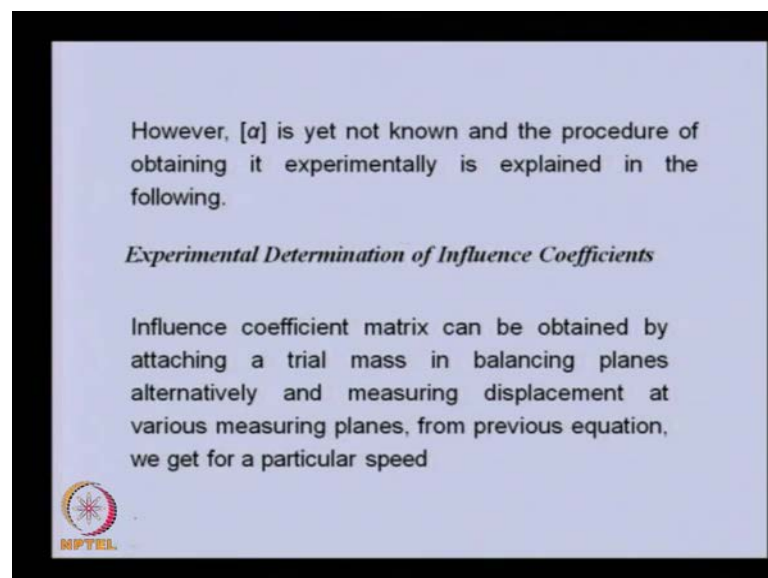 However, [α] is yet not known and the procedure of
obtaining it experimentally is explained in the
following.
Experimental Determination of Influence Coefficients
Influence coefficient matrix can be obtained by
attaching a trial mass in balancing planes
alternatively and measuring displacement at
various measuring planes, from previous equation,
we get for a particular speed
NPTEL